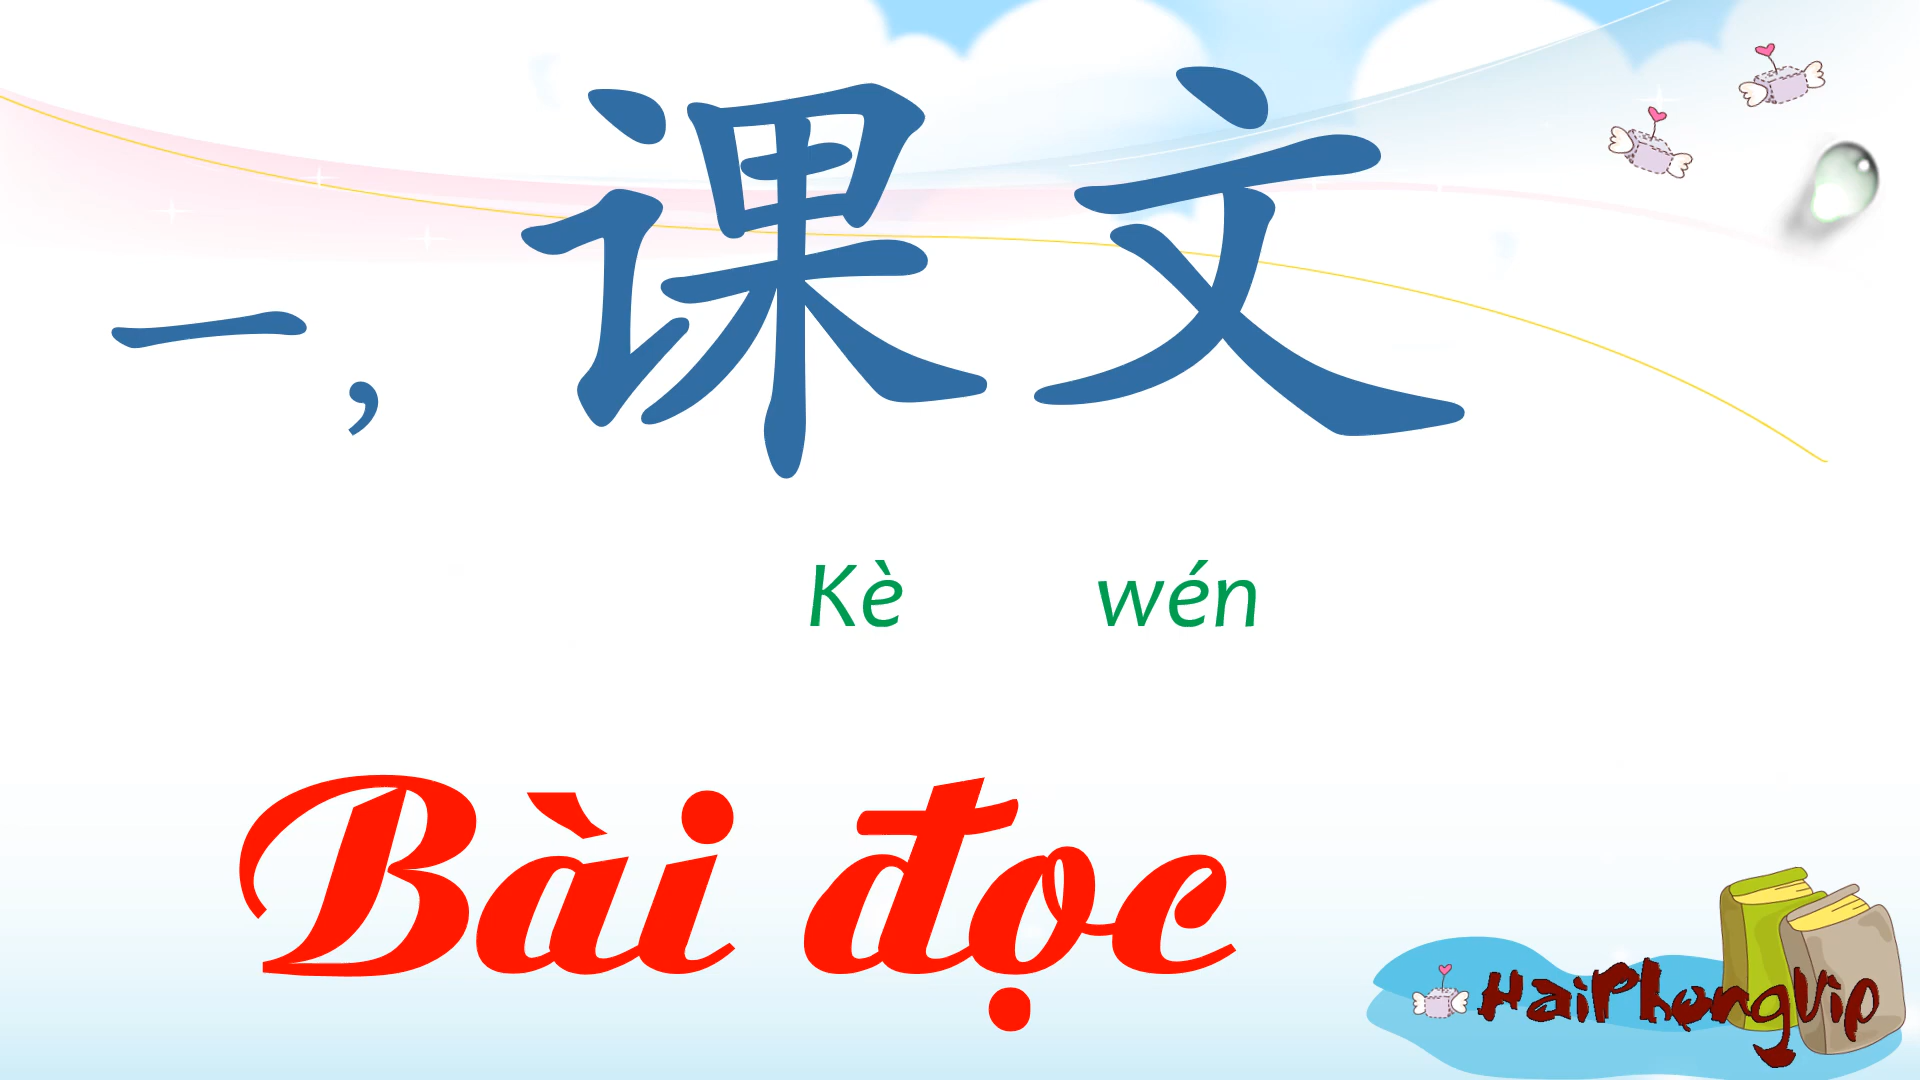 一，课文
Kè wén
Bài đọc
HaiPhongVip